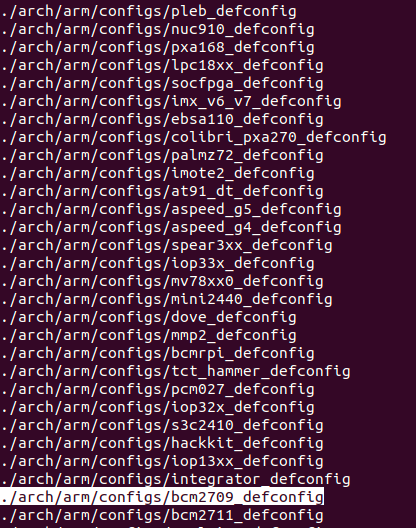 ./arch/arm/configs/pleb_defconfig
./arch/arm/configs/nuc910_defconfig
./arch/arm/configs/pxa168_defconfig
./arch/arm/configs/lpc18xx_defconfig
./arch/arm/configs/socfpga_defconfig
./arch/arm/configs/imx_v6_v7_defconfig
./arch/arm/configs/ebsa110_defconfig
./arch/arm/configs/colibri_pxa270_defconfig
./arch/arm/configs/palmz72_defconfig
./arch/arm/configs/imote2_defconfig
./arch/arm/configs/at91_dt_defconfig
./arch/arm/configs/aspeed_g5_defconfig
./arch/arm/configs/aspeed_g4_defconfig
./arch/arm/configs/spear3xx_defconfig
./arch/arm/configs/iop33x_defconfig
./arch/arm/configs/mv78xx0_defconfig
./arch/arm/configs/mini2440_defconfig
./arch/arm/configs/dove_defconfig
./arch/arm/configs/mmp2_defconfig
./arch/arm/configs/bcmrpi_defconfig
./arch/arm/configs/tct_hammer_defconfig
./arch/arm/configs/pcm027_defconfig
./arch/arm/configs/iop32x_defconfig
./arch/arm/configs/s3c2410_defconfig
./arch/arm/configs/hackkit_defconfig
./arch/arm/configs/iop13xx_defconfig
./arch/arm/configs/integrator_defconfig
./arch/arm/configs/bcm2709_defconfig
./arch/arm/configs/bcm2711_defconfig